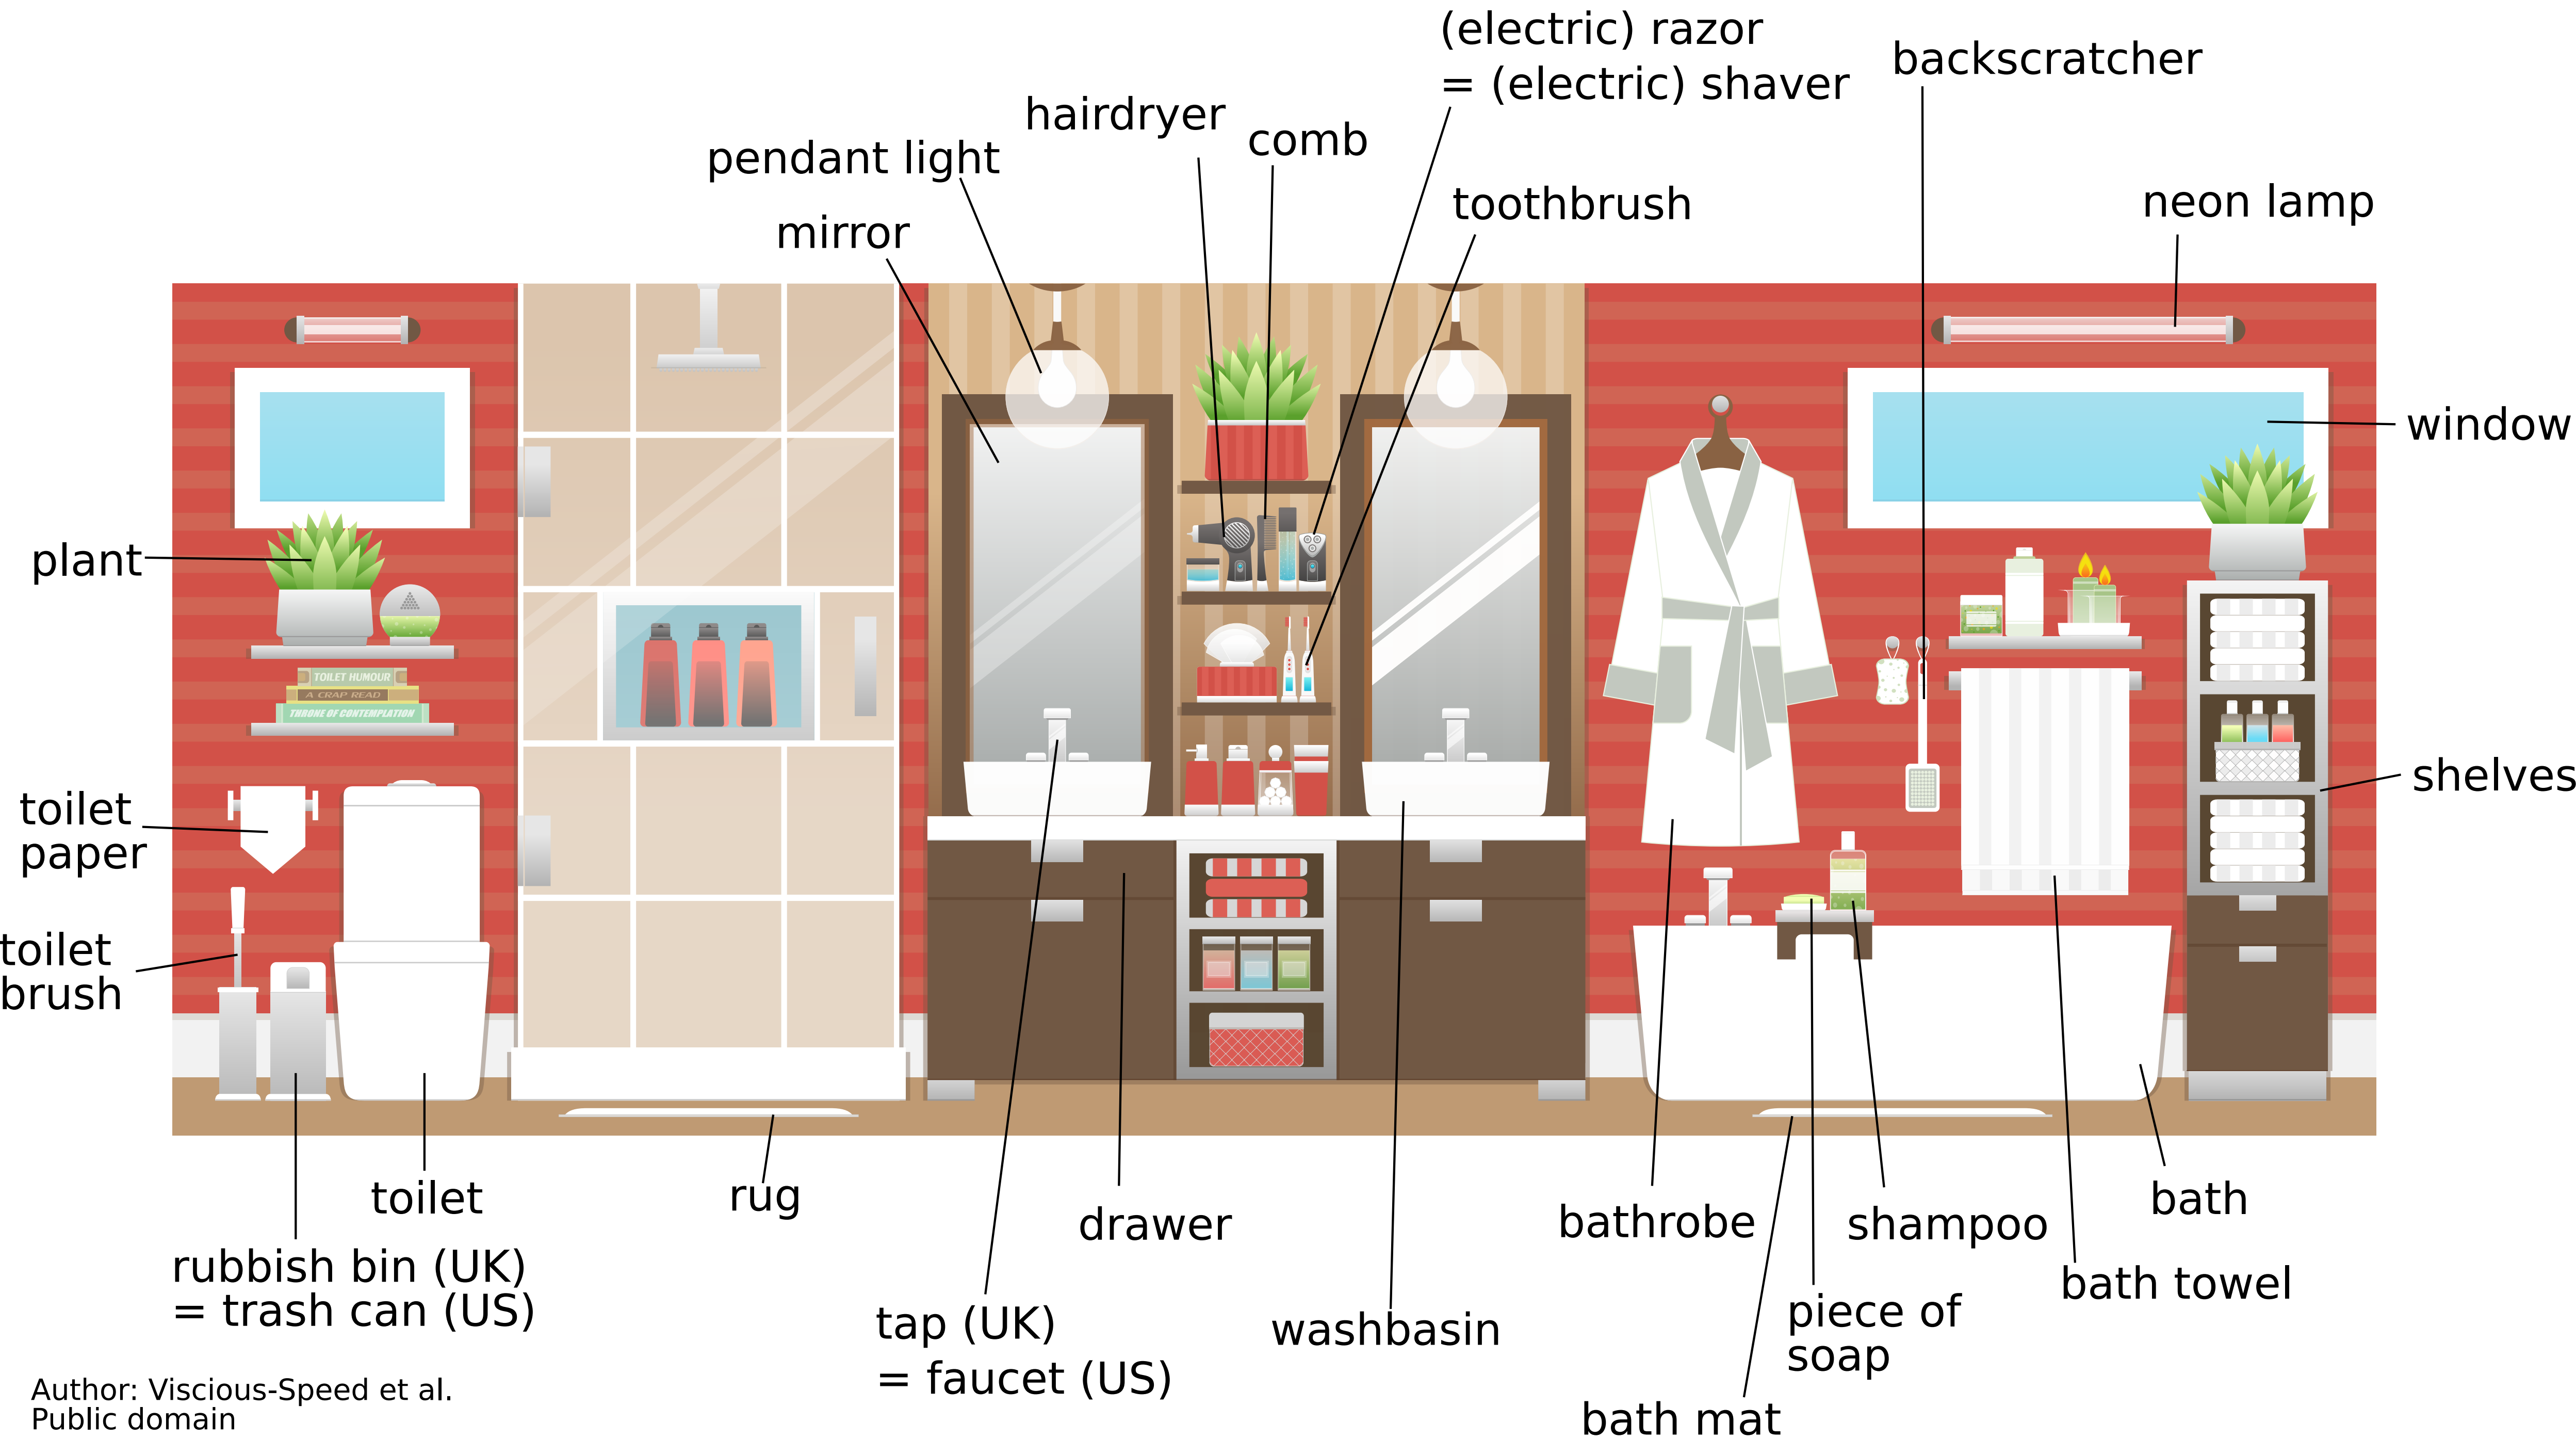 (electric) razor
= (electric) shaver
backscratcher
hairdryer
comb
pendant light
toothbrush
neon lamp
mirror
window
plant
TOILET HUMOUR
A CRAP READ
THRONE OF CONTEMPLATION
shelves
toilet
paper
toilet
brush
toilet
rug
drawer
bathrobe
shampoo
bath
rubbish bin (UK)
= trash can (US)
bath towel
tap (UK)
= faucet (US)
washbasin
piece of
soap
bath mat
Author: Viscious-Speed et al.
Public domain